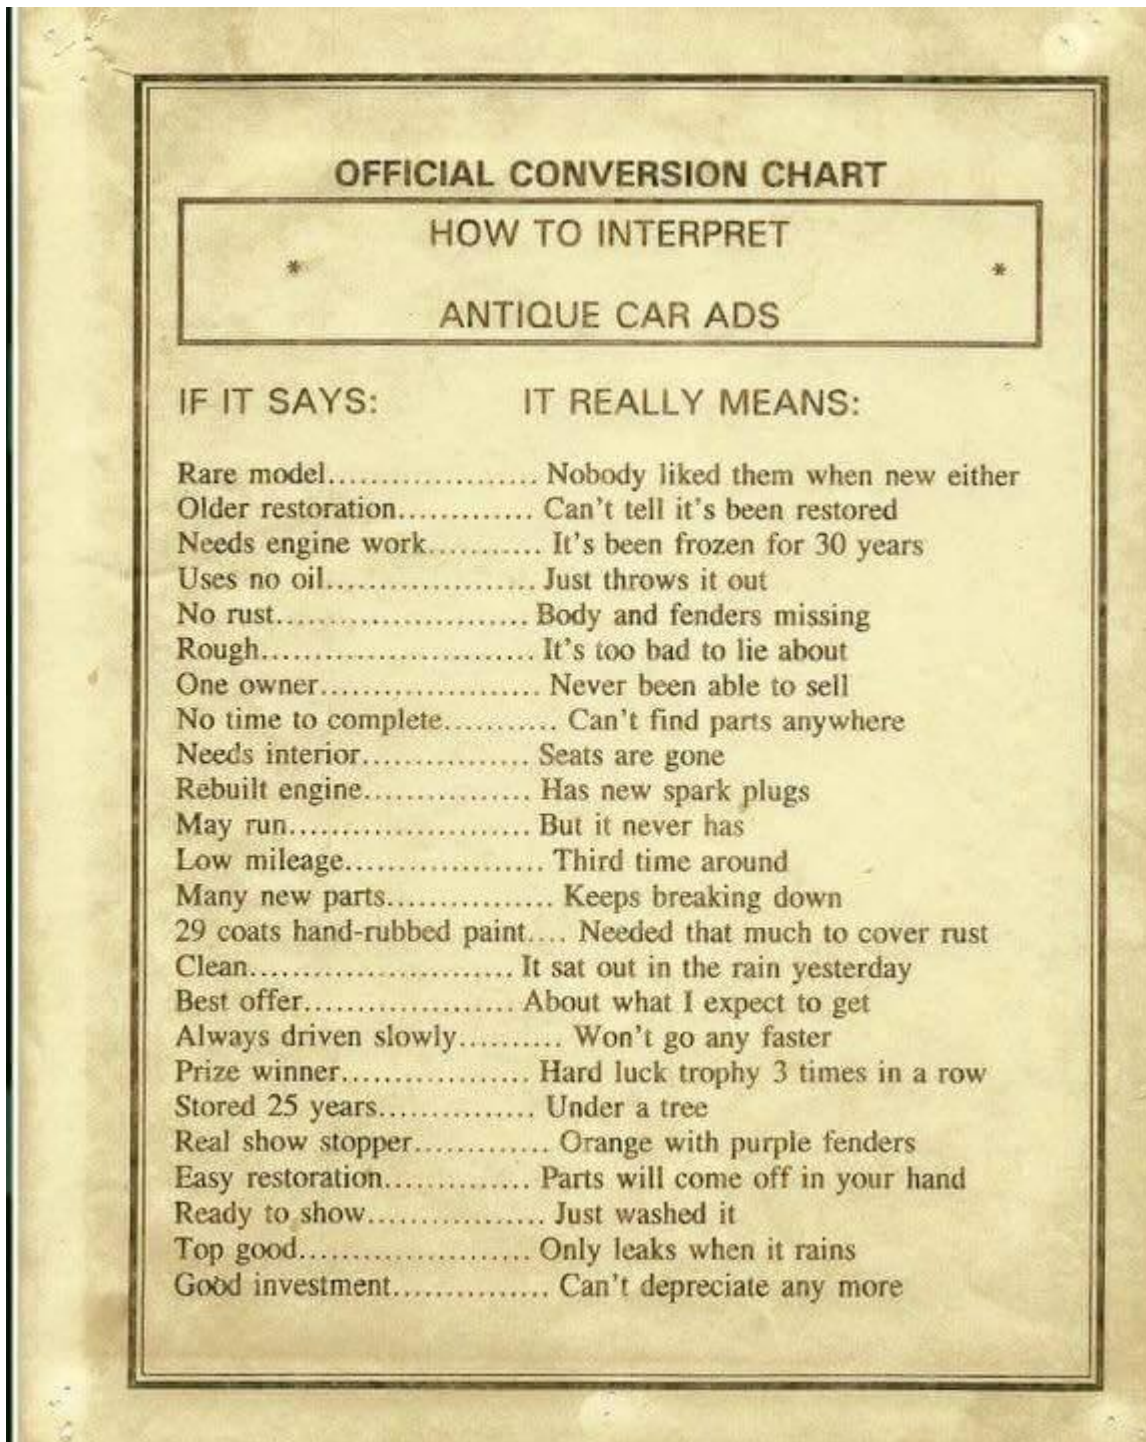 OFFICIAL CONVERSION CHART
HOW TO INTERPRET
* *
ANTIQUE CAR ADS
IF IT SAYS: IT REALLY MEANS:
Rare model.................... Nobody liked them when new either
Older restoration............. Can't tell it's been restored
Needs engine work........... It's been frozen for 30 years
Uses no oil.................... Just throws it out
No rust........................ Body and fenders missing
Rough.......................... It's too bad to lie about
One owner..................... Never been able to sell
No time to complete........... Can't find parts anywhere
Needs interior................ Seats are gone
Rebuilt engine................ Has new spark plugs
May run....................... But it never has
Low mileage................... Third time around
Many new parts................ Keeps breaking down
29 coats hand-rubbed paint.... Needed that much to cover rust
Clean......................... It sat out in the rain yesterday
Best offer.................... About what I expect to get
Always driven slowly.......... Won't go any faster
Prize winner.................. Hard luck trophy 3 times in a row
Stored 25 years............... Under a tree
Real show stopper............. Orange with purple fenders
Easy restoration.............. Parts will come off in your hand
Ready to show................. Just washed it
Top good...................... Only leaks when it rains
Good investment............... Can't depreciate any more